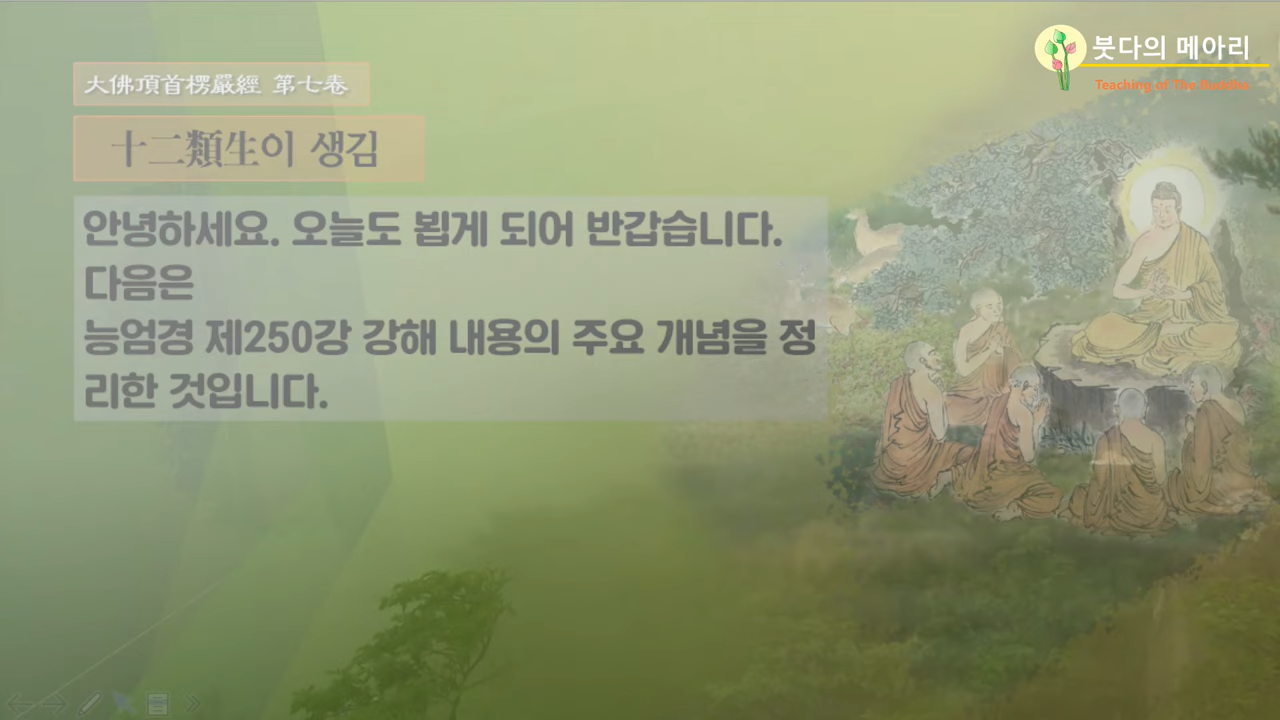 붓다의 메아리
Teaching of The Buddha
大佛頂首楞嚴經 第七卷
十二類生이 생김
안녕하세요. 오늘도 뵙게 되어 반갑습니다.
다음은
능엄경 제250강 강해 내용의 주요 개념을 정
리한 것입니다.